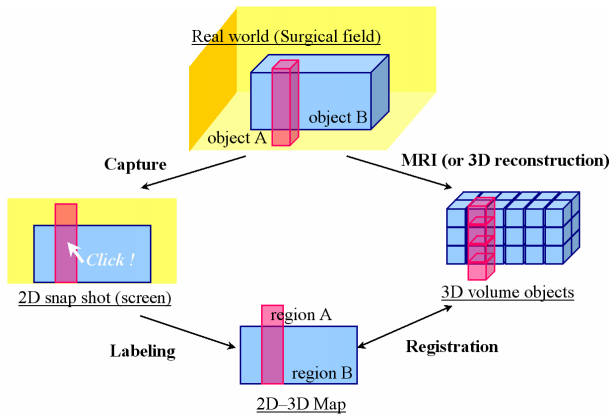 Real world (Surgical field)
object B
object A
Capture
MRI (or 3D reconstruction)
Click !
2D snap shot (screen)
3D volume objects
region A
Labeling
Registration
region B
2D–3D Map